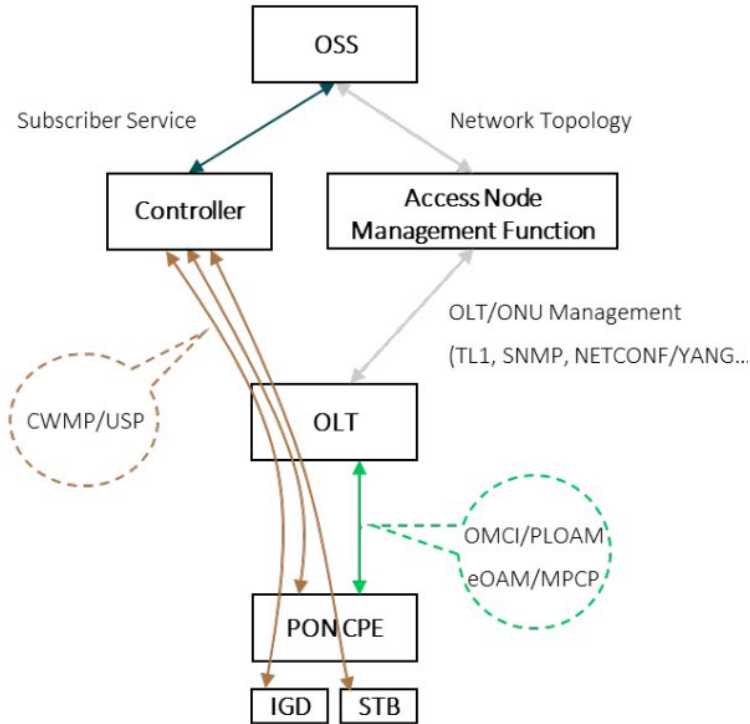 OSS
Subscriber Service
Network Topology
Controller
Access Node
Management Function
OLT/ONU Management
(TL1, SNMP, NETCONF/YANG...
CWMP/USP
OLT
OMCI/PLOAM
eOAM/MPCP
PON CPE
IGD
STB